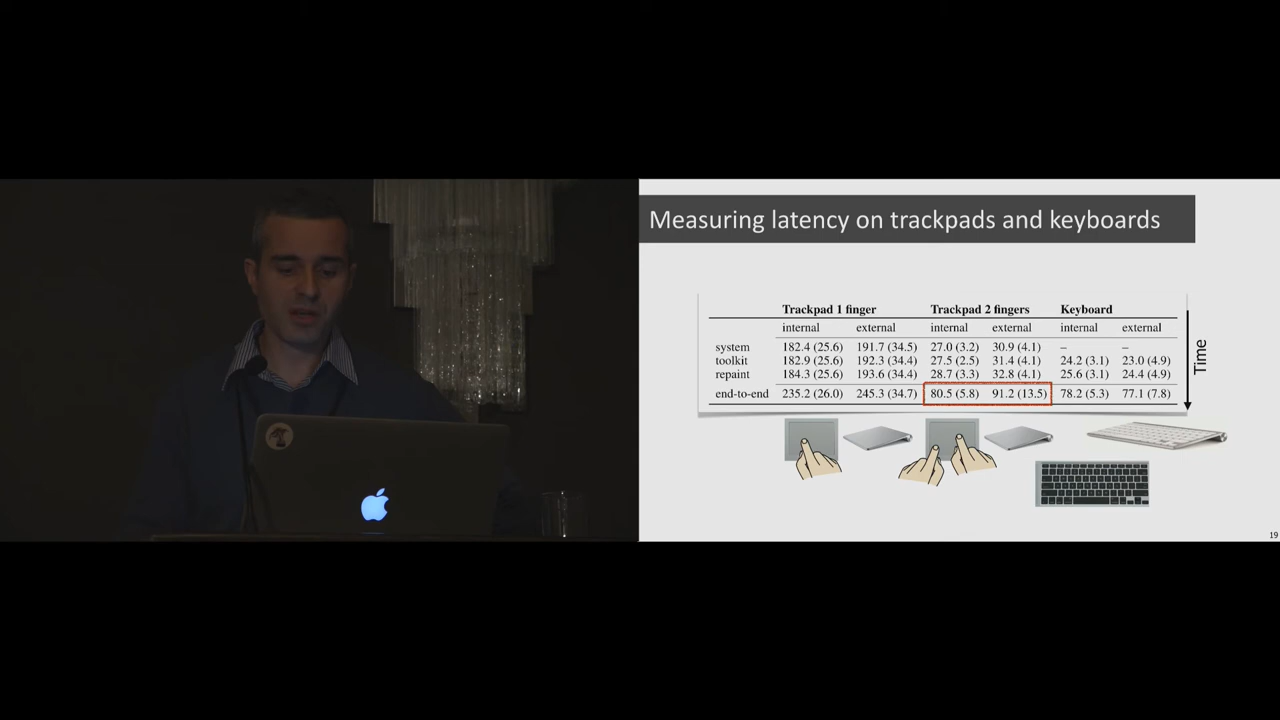 Measuring latency on trackpads and keyboards
Trackpad 1 finger Trackpad 2 fingers Keyboard
internal external internal external internal external
system 182.4 (25.6) 191.7 (34.5) 27.0 (3.2) 30.9 (4.1) – –
toolkit 182.9 (25.6) 192.3 (34.4) 27.5 (2.5) 31.4 (4.1) 24.2 (3.1) 23.0 (4.9)
repaint 184.3 (25.6) 193.6 (34.4) 28.7 (3.3) 32.8 (4.1) 25.6 (3.1) 24.4 (4.9)
end-to-end 235.2 (26.0) 245.3 (34.7) 80.5 (5.8) 91.2 (13.5) 78.2 (5.3) 77.1 (7.8)
Time
19